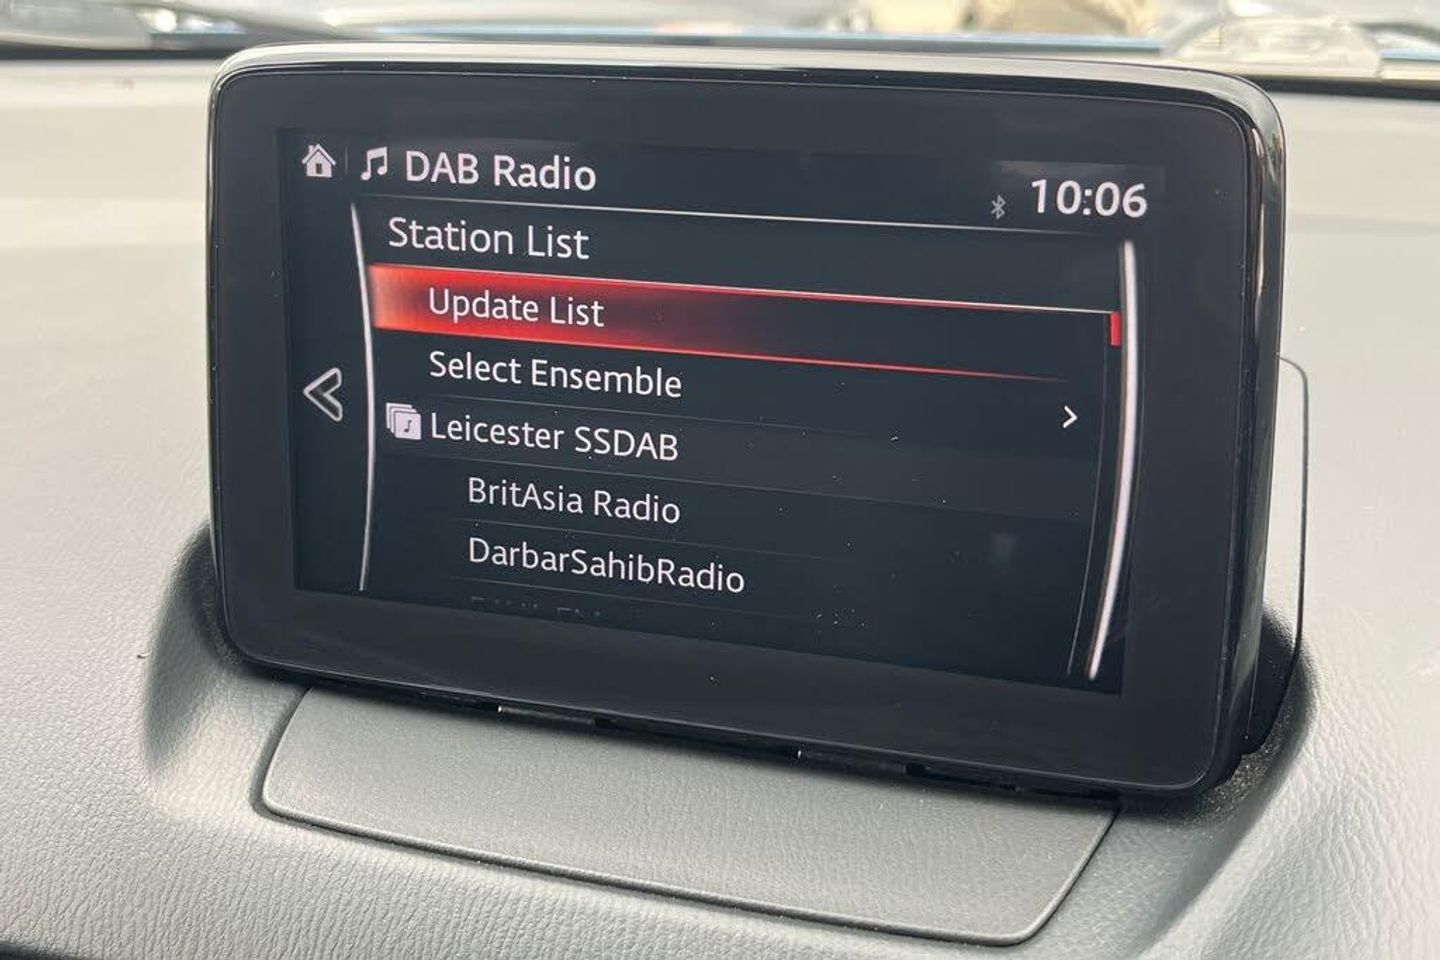 DAB Radio
10:06
Station List
Update List
Select Ensemble
Leicester SSDAB
BritAsia Radio
DarbarSahibRadio